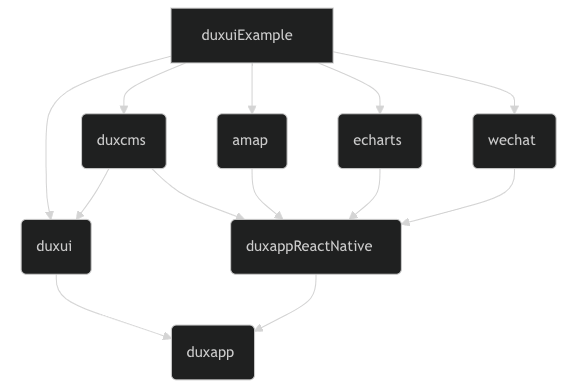 duxuiExample
duxcms
amap
echarts
wechat
duxui
duxappReactNative
duxapp